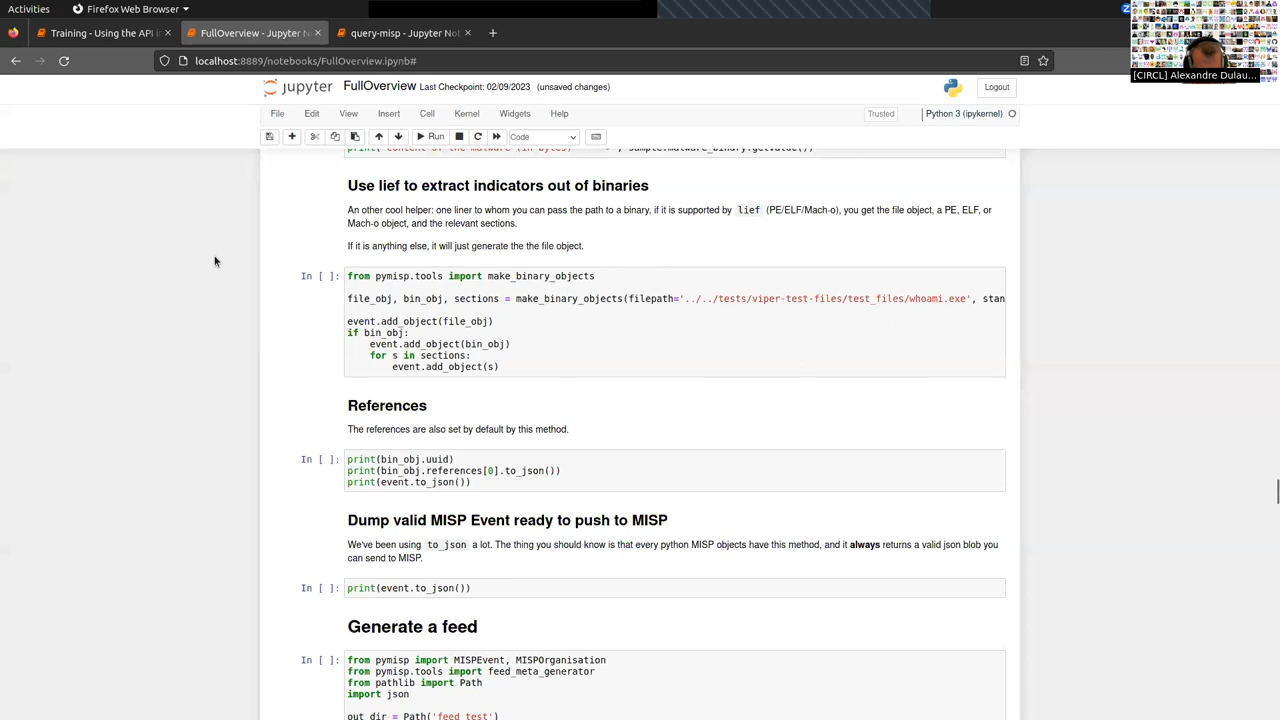 Activities
Firefox Web Browser
Training - Using the API i
FullOverview - Jupyter N
query-misp - Jupyter
localhost:8889/notebooks/FullOverview.ipynb#
[CIRCL] Alexandre Dulau...
jupyter FullOverview Last Checkpoint: 02/09/2023 (unsaved changes)
Logout
File Edit View Insert Cell Kernel Widgets Help
Trusted
Python 3 (ipykernel)
Run
Code
Use lief to extract indicators out of binaries
An other cool helper: one liner to whom you can pass the path to a binary, if it is supported by lief (PE/ELF/Mach-o), you get the file object, a PE, ELF, or
Mach-o object, and the relevant sections.
If it is anything else, it will just generate the the file object.
In [ ]: from pymisp.tools import make_binary_objects
file_obj, bin_obj, sections = make_binary_objects(filepath='../../tests/viper-test-files/test_files/whoami.exe', stan
event.add_object(file_obj)
if bin_obj:
event.add_object(bin_obj)
for s in sections:
event.add_object(s)
References
The references are also set by default by this method.
In [ ]: print(bin_obj.uuid)
print(bin_obj.references[0].to_json())
print(event.to_json())
Dump valid MISP Event ready to push to MISP
We've been using to_json a lot. The thing you should know is that every python MISP objects have this method, and it always returns a valid json blob you
can send to MISP.
In [ ]: print(event.to_json())
Generate a feed
In [ ]: from pymisp import MISPEvent, MISPOrganisation
from pymisp.tools import feed_meta_generator
from pathlib import Path
import json
out_dir = Path('feed_test')